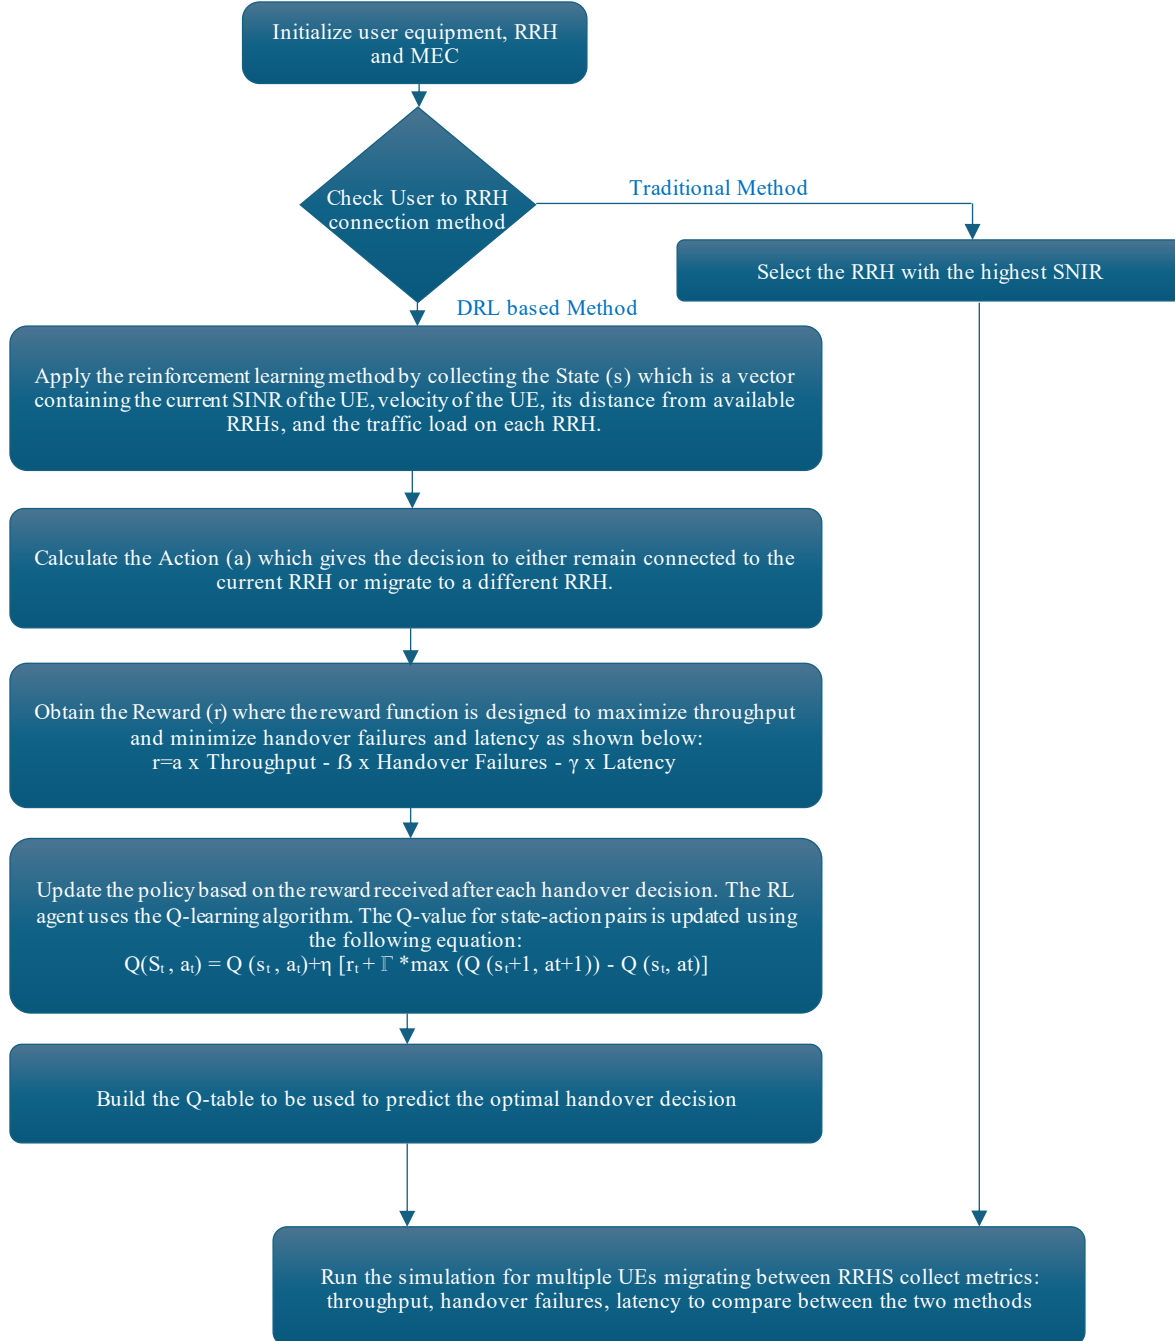 Initialize user equipment, RRH
and MEC
Check User to RRH
connection method
Traditional Method
Select the RRH with the highest SNIR
DRL based Method
Apply the reinforcement learning method by collecting the State (s) which is a vector
containing the current SINR of the UE, velocity of the UE, its distance from available
RRHs, and the traffic load on each RRH.
Calculate the Action (a) which gives the decision to either remain connected to the
current RRH or migrate to a different RRH.
Obtain the Reward (r) where the reward function is designed to maximize throughput
and minimize handover failures and latency as shown below:
r=a x Throughput - ß x Handover Failures - γ x Latency
Update the policy based on the reward received after each handover decision. The RL
agent uses the Q-learning algorithm. The Q-value for state-action pairs is updated using
the following equation:
Q(Sₜ , aₜ) = Q (sₜ , aₜ)+η [rₜ + Γ *max (Q (sₜ+1, at+1)) - Q (sₜ, at)]
Build the Q-table to be used to predict the optimal handover decision
Run the simulation for multiple UEs migrating between RRHS collect metrics:
throughput, handover failures, latency to compare between the two methods